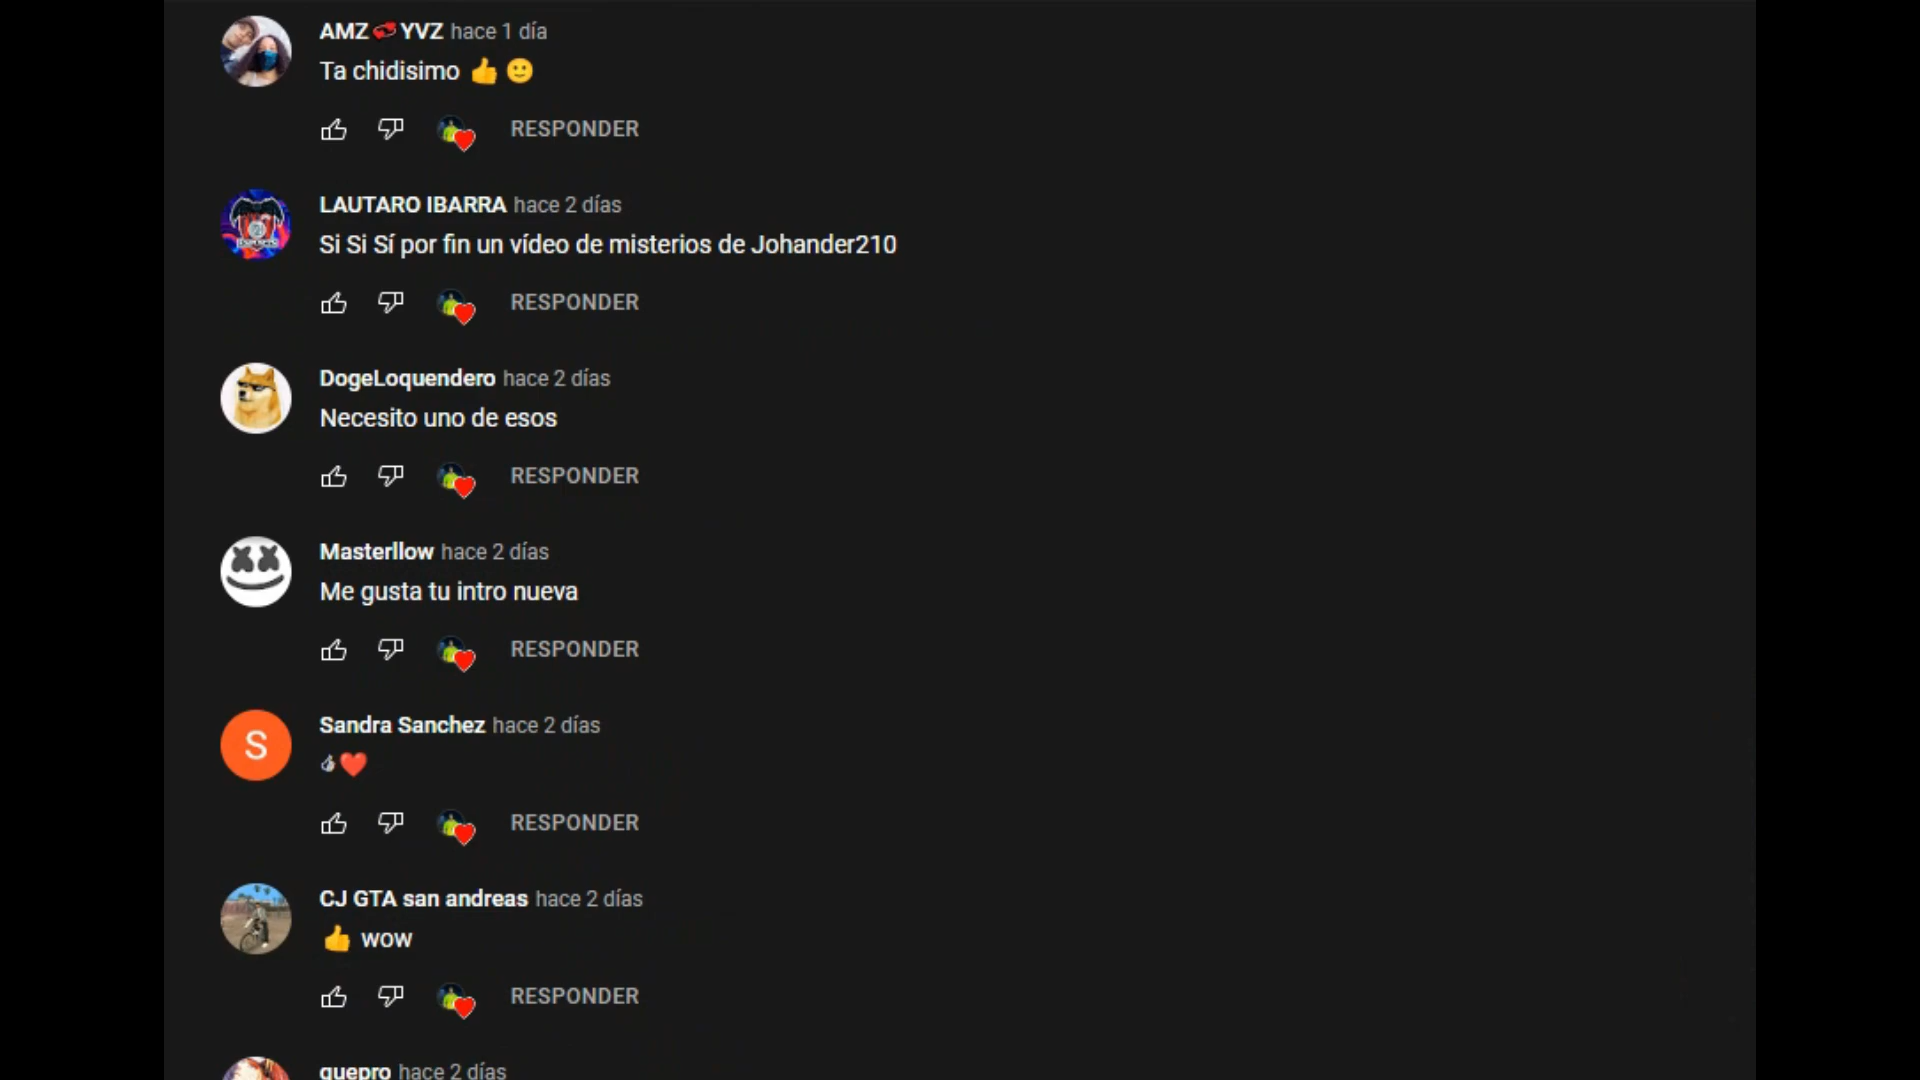 AMZ💞YVZ hace 1 día
Ta chidisimo 👍🙂
RESPONDER
LAUTARO IBARRA hace 2 días
Si Si Sí por fin un vídeo de misterios de Johander210
RESPONDER
DogeLoquendero hace 2 días
Necesito uno de esos
RESPONDER
Masterllow hace 2 días
Me gusta tu intro nueva
RESPONDER
S
Sandra Sanchez hace 2 días
👍❤️
RESPONDER
CJ GTA san andreas hace 2 días
👍 wow
RESPONDER
quepro hace 2 días